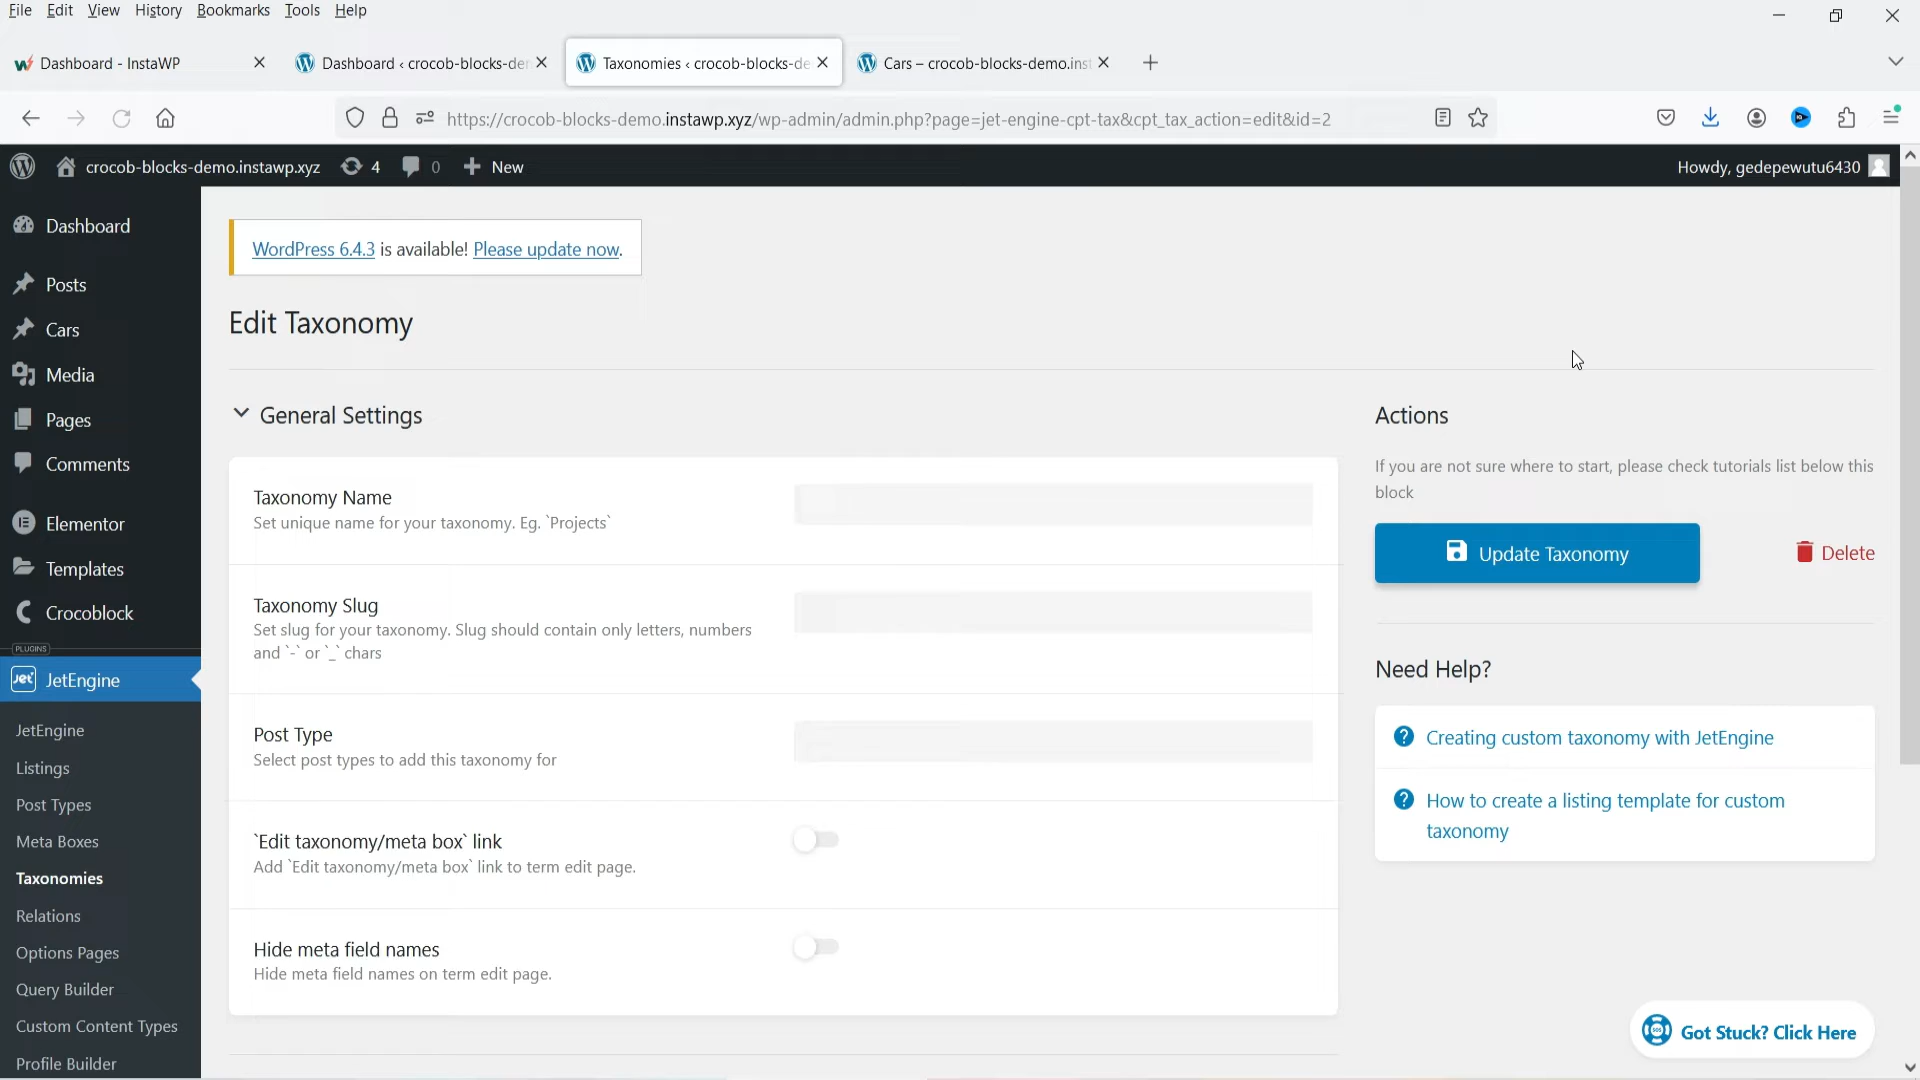 File Edit View History Bookmarks Tools Help
Dashboard - InstaWP
Dashboard ‹ crocob-blocks-de
Taxonomies ‹ crocob-blocks-de
Cars – crocob-blocks-demo.inst
https://crocob-blocks-demo.instawp.xyz/wp-admin/admin.php?page=jet-engine-cpt-tax&cpt_tax_action=edit&id=2
crocob-blocks-demo.instawp.xyz 4 0 New
Howdy, gedepewutu6430
Dashboard
Posts
Cars
Media
Pages
Comments
Elementor
Templates
Crocoblock
PLUGINS
Jet JetEngine
JetEngine
Listings
Post Types
Meta Boxes
Taxonomies
Relations
Options Pages
Query Builder
Custom Content Types
Profile Builder
WordPress 6.4.3 is available! Please update now.
Edit Taxonomy
General Settings
Taxonomy Name
Set unique name for your taxonomy. Eg. `Projects`
Taxonomy Slug
Set slug for your taxonomy. Slug should contain only letters, numbers
and `-` or `_` chars
Post Type
Select post types to add this taxonomy for
`Edit taxonomy/meta box` link
Add `Edit taxonomy/meta box` link to term edit page.
Hide meta field names
Hide meta field names on term edit page.
Actions
If you are not sure where to start, please check tutorials list below this
block
Update Taxonomy
Delete
Need Help?
Creating custom taxonomy with JetEngine
How to create a listing template for custom
taxonomy
Got Stuck? Click Here